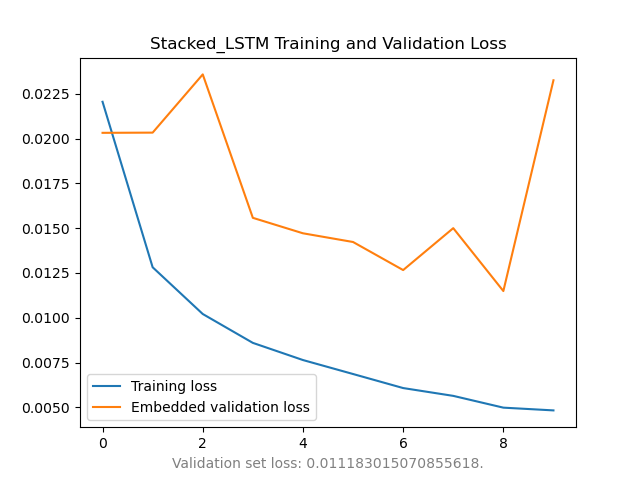 Stacked_LSTM Training and Validation Loss
0.0225
0.0200
0.0175
0.0150
0.0125
0.0100
0.0075
0.0050
Training loss
Embedded validation loss
0 2 4 6 8
Validation set loss: 0.011183015070855618.